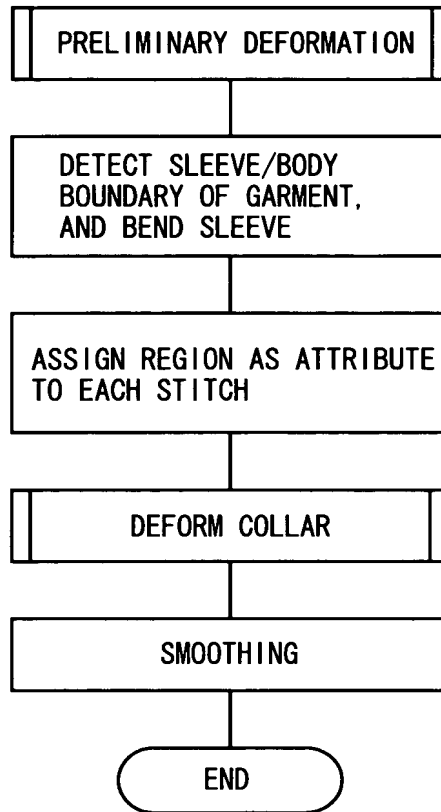 PRELIMINARY DEFORMATION
DETECT SLEEVE/BODY
BOUNDARY OF GARMENT,
AND BEND SLEEVE
ASSIGN REGION AS ATTRIBUTE
TO EACH STITCH
DEFORM COLLAR
SMOOTHING
END